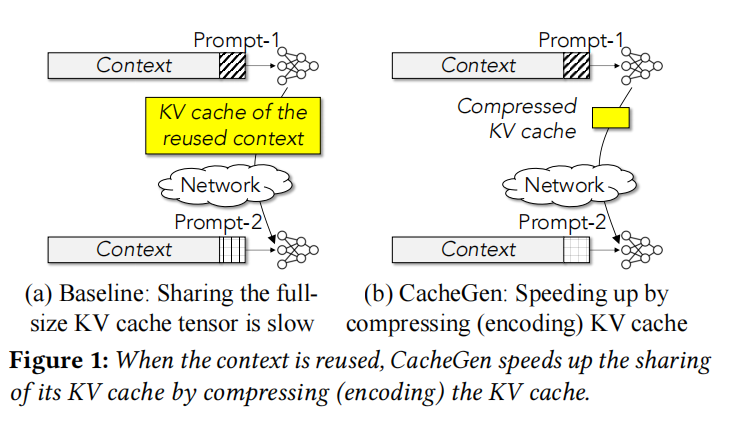 Prompt-1
Context
KV cache of the
reused context
Network
Prompt-2
Context
(a) Baseline: Sharing the full-
size KV cache tensor is slow
Prompt-1
Context
Compressed
KV cache
Network
Prompt-2
Context
(b) CacheGen: Speeding up by
compressing (encoding) KV cache
Figure 1: When the context is reused, CacheGen speeds up the sharing
of its KV cache by compressing (encoding) the KV cache.